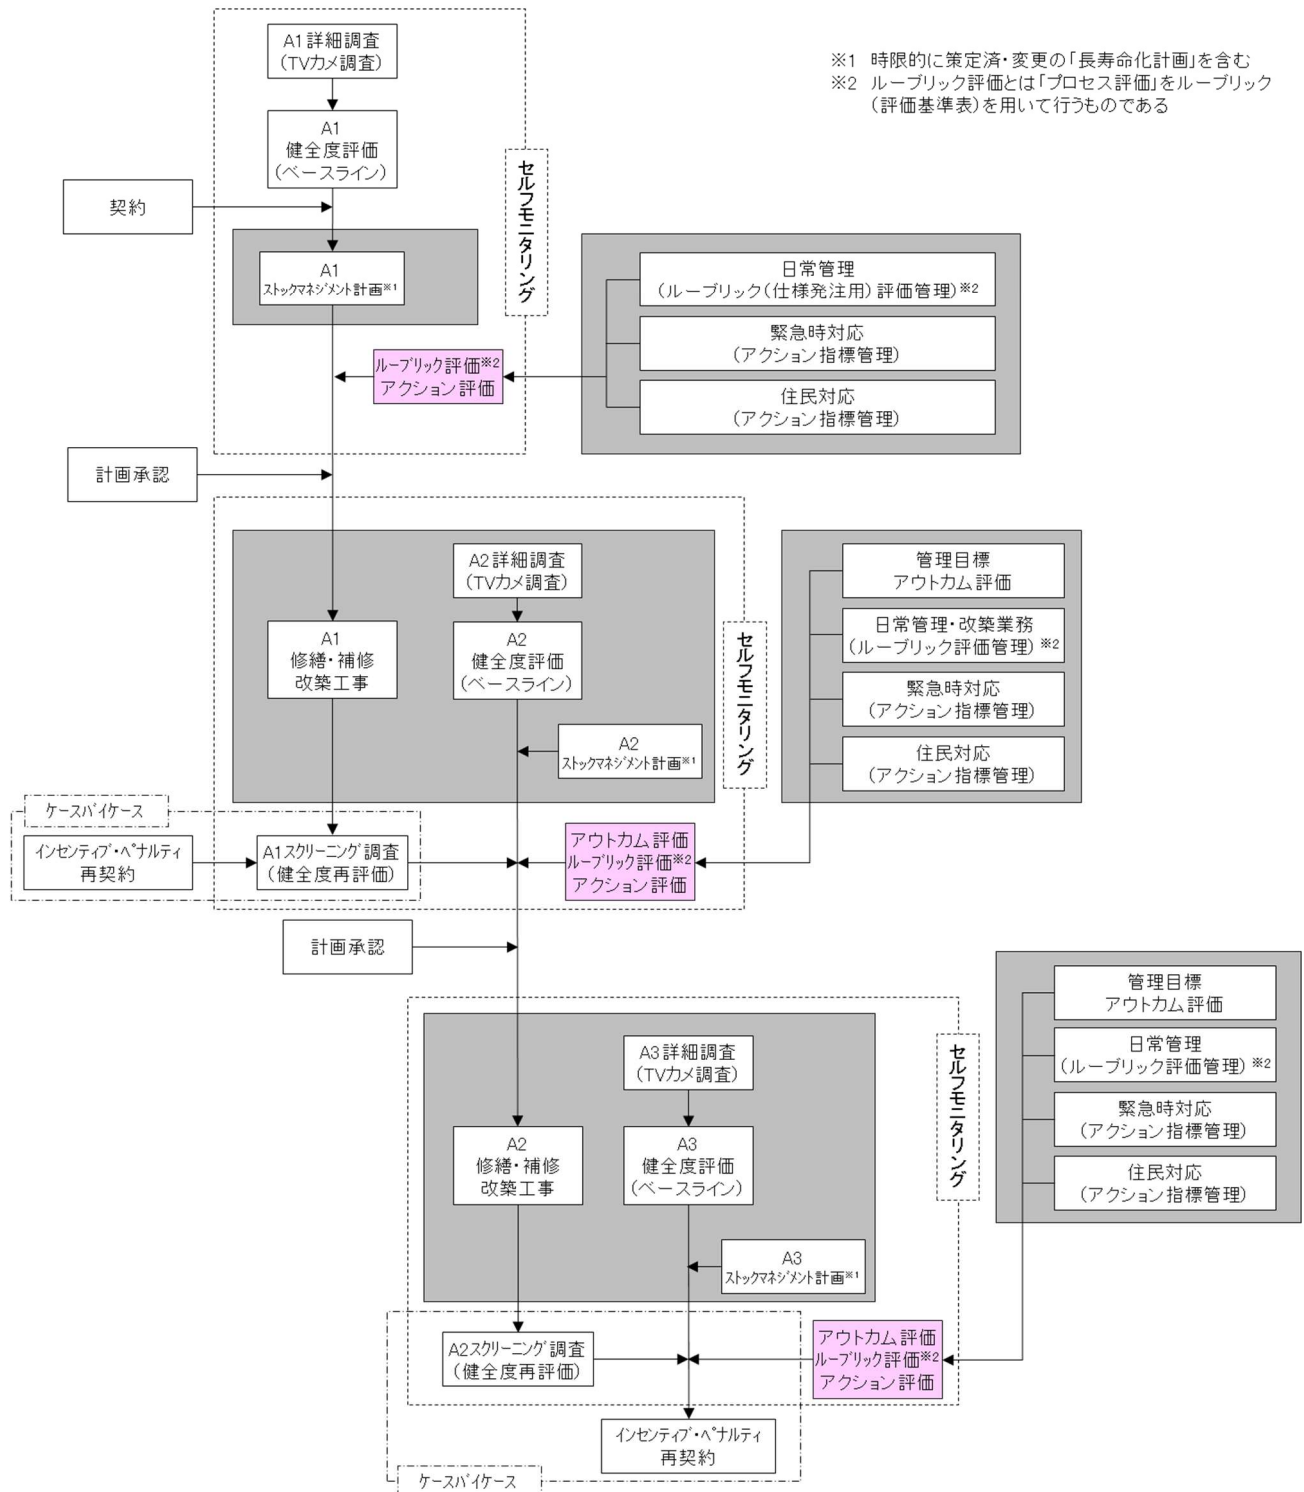 A1詳細調査
(TVカメ調査)
※1 時限的に策定済・変更の「長寿命化計画」を含む
※2 ルーブリック評価とは「プロセス評価」をルーブリック
(評価基準表)を用いて行うものである
A1
健全度評価
(ベースライン)
セルフモニタリング
契約
A1
ストックマネジメント計画※1
日常管理
(ルーブリック(仕様発注用)評価管理)※2
緊急時対応
(アクション指標管理)
住民対応
(アクション指標管理)
ルーブリック評価※2
アクション評価
計画承認
A2詳細調査
(TVカメ調査)
A1
修繕・補修
改築工事
A2
健全度評価
(ベースライン)
A2
ストックマネジメント計画※1
セルフモニタリング
管理目標
アウトカム評価
日常管理・改築業務
(ルーブリック評価管理)※2
緊急時対応
(アクション指標管理)
住民対応
(アクション指標管理)
ケースバイケース
インセンティブ・ペナルティ
再契約
A1スクリーニング調査
(健全度再評価)
アウトカム評価
ルーブリック評価※2
アクション評価
計画承認
A3詳細調査
(TVカメ調査)
A2
修繕・補修
改築工事
A3
健全度評価
(ベースライン)
A3
ストックマネジメント計画※1
セルフモニタリング
管理目標
アウトカム評価
日常管理
(ルーブリック評価管理)※2
緊急時対応
(アクション指標管理)
住民対応
(アクション指標管理)
A2スクリーニング調査
(健全度再評価)
アウトカム評価
ルーブリック評価※2
アクション評価
インセンティブ・ペナルティ
再契約
ケースバイケース